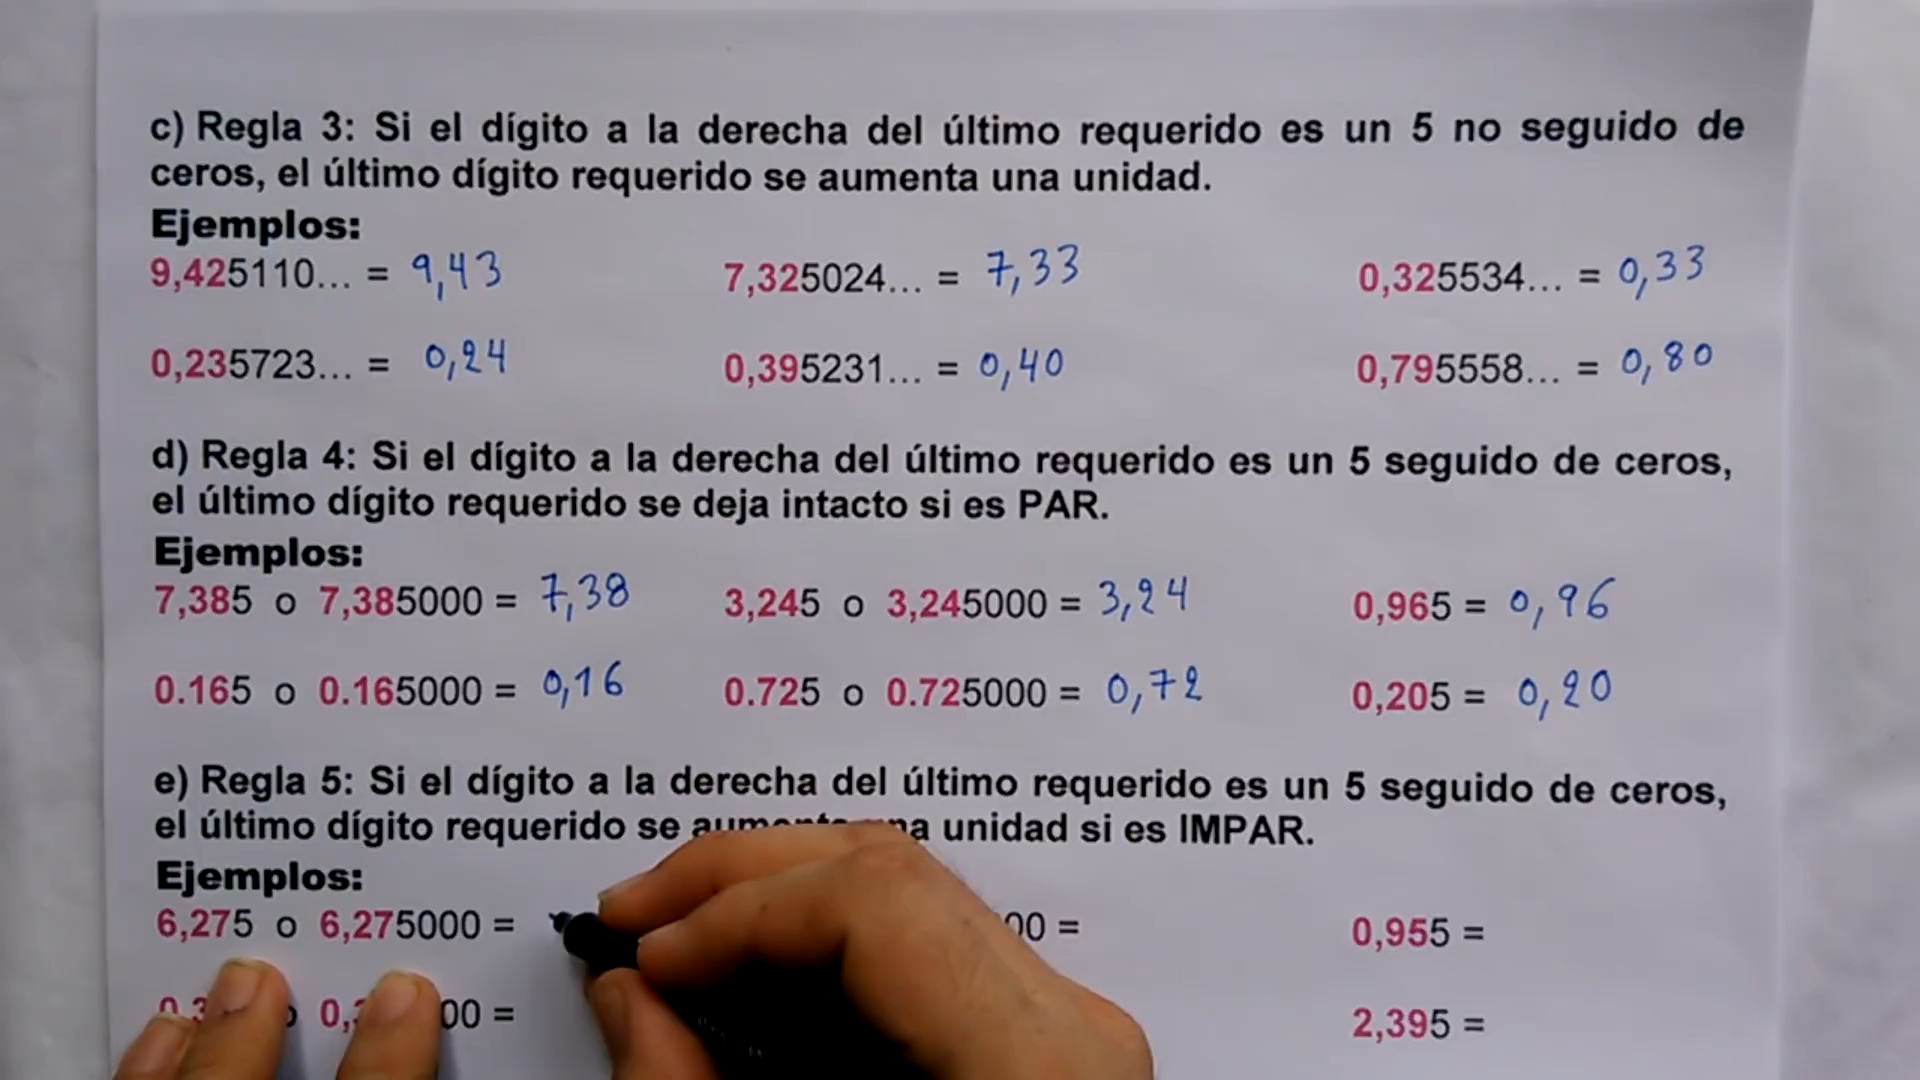 c) Regla 3: Si el dígito a la derecha del último requerido es un 5 no seguido de
ceros, el último dígito requerido se aumenta una unidad.
Ejemplos:
9,425110... = 9,43 7,325024... = 7,33 0,325534... = 0,33
0,235723... = 0,24 0,395231... = 0,40 0,795558... = 0,80
d) Regla 4: Si el dígito a la derecha del último requerido es un 5 seguido de ceros,
el último dígito requerido se deja intacto si es PAR.
Ejemplos:
7,385 o 7,385000 = 7,38 3,245 o 3,245000 = 3,24 0,965 = 0,96
0.165 o 0.165000 = 0,16 0.725 o 0.725000 = 0,72 0,205 = 0,20
e) Regla 5: Si el dígito a la derecha del último requerido es un 5 seguido de ceros,
el último dígito requerido se unidad si es IMPAR.
Ejemplos:
6,275 o 6,275000 = 00 = 0,955 =
00 = 2,395 =